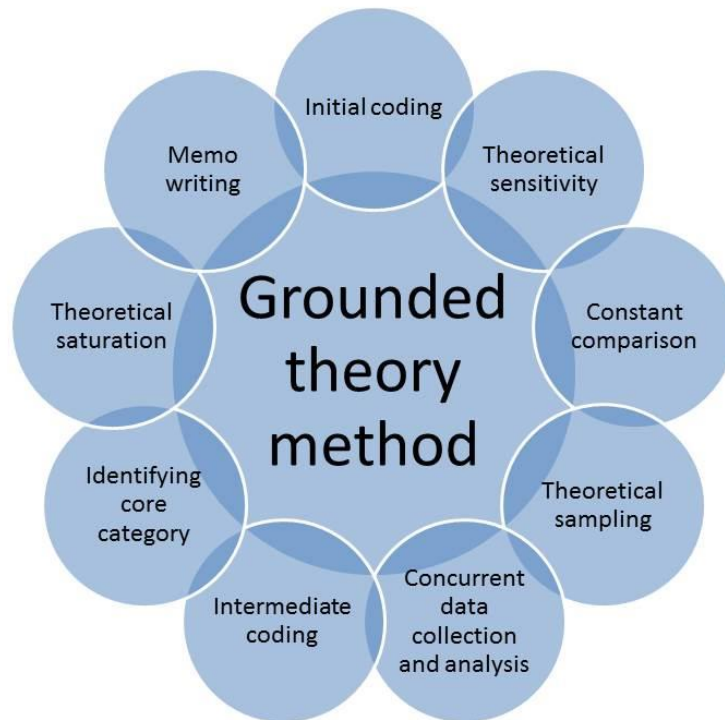 Initial coding
Theoretical
sensitivity
Constant
comparison
Theoretical
sampling
Concurrent
data
collection
and analysis
Intermediate
coding
Identifying
core
category
Theoretical
saturation
Memo
writing
Grounded
theory
method